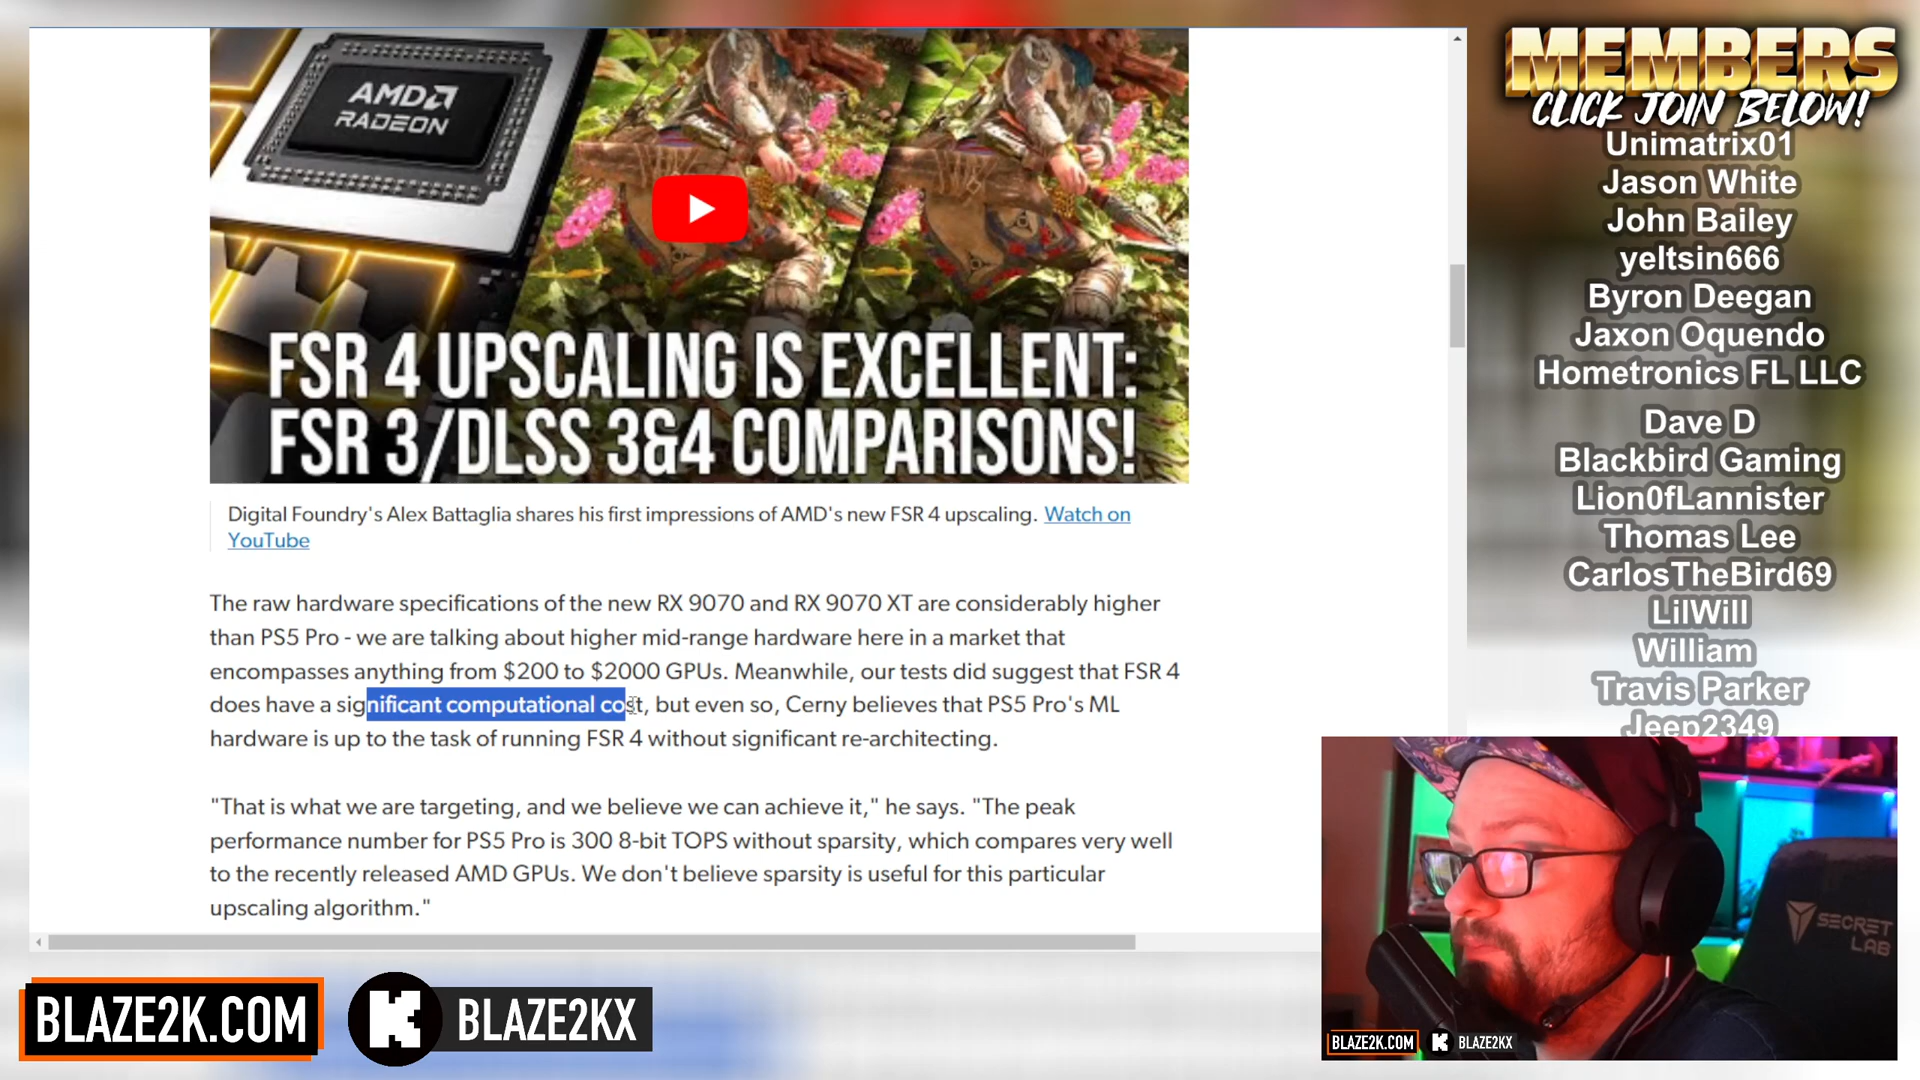 AMD
RADEON
FSR 4 UPSCALING IS EXCELLENT:
FSR 3/DLSS 3&4 COMPARISONS!
Digital Foundry's Alex Battaglia shares his first impressions of AMD's new FSR 4 upscaling. Watch on
YouTube
The raw hardware specifications of the new RX 9070 and RX 9070 XT are considerably higher
than PS5 Pro - we are talking about higher mid-range hardware here in a market that
encompasses anything from $200 to $2000 GPUs. Meanwhile, our tests did suggest that FSR 4
does have a significant computational cost, but even so, Cerny believes that PS5 Pro's ML
hardware is up to the task of running FSR 4 without significant re-architecting.
"That is what we are targeting, and we believe we can achieve it," he says. "The peak
performance number for PS5 Pro is 300 8-bit TOPS without sparsity, which compares very well
to the recently released AMD GPUs. We don't believe sparsity is useful for this particular
upscaling algorithm."
MEMBERS
CLICK JOIN BELOW!
Unimatrix01
Jason White
John Bailey
yeltsin666
Byron Deegan
Jaxon Oquendo
Hometronics FL LLC
Dave D
Blackbird Gaming
Lion0fLannister
Thomas Lee
CarlosTheBird69
LilWill
William
Travis Parker
Jeep2349
SECRET
LAB
BLAZE2K.COM
BLAZE2KX
BLAZE2K.COM
BLAZE2KX